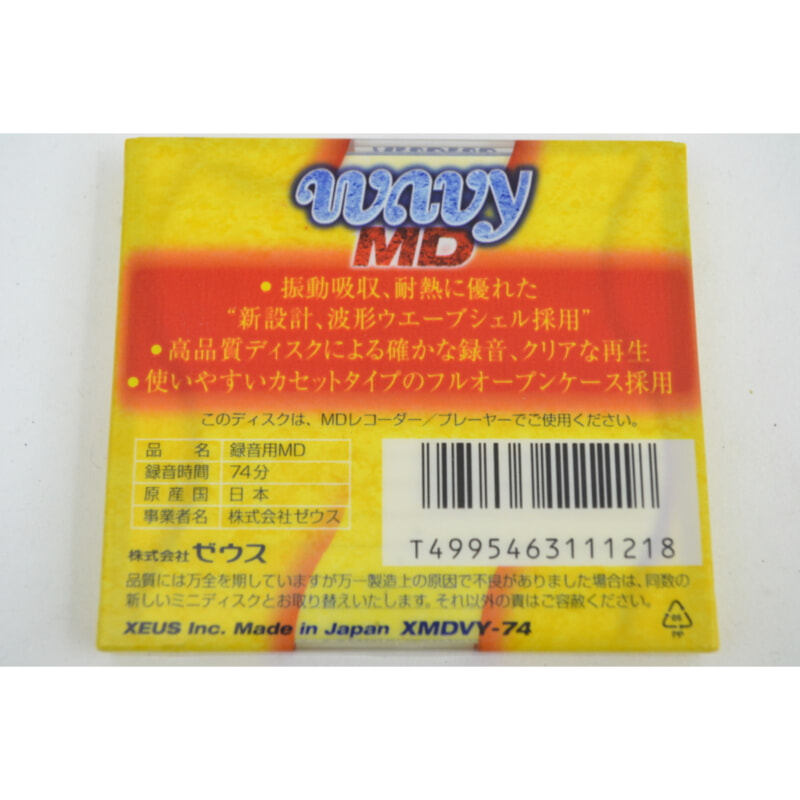 wavy
MD
• 振動吸収、耐熱に優れた
“新設計、波形ウエーブシェル採用”
• 高品質ディスクによる確かな録音、クリアな再生
• 使いやすいカセットタイプのフルオープンケース採用
このディスクは、MDレコーダー／プレーヤーでご使用ください。
品名 録音用MD
録音時間 74分
原産国 日本
事業者名 株式会社ゼウス
T4995463111218
株式会社ゼウス
品質には万全を期していますが万一製造上の原因で不良がありました場合は、同数の
新しいミニディスクとお取り替えいたします。それ以外の責はご容赦ください。
XEUS Inc. Made in Japan XMDVY-74
PP